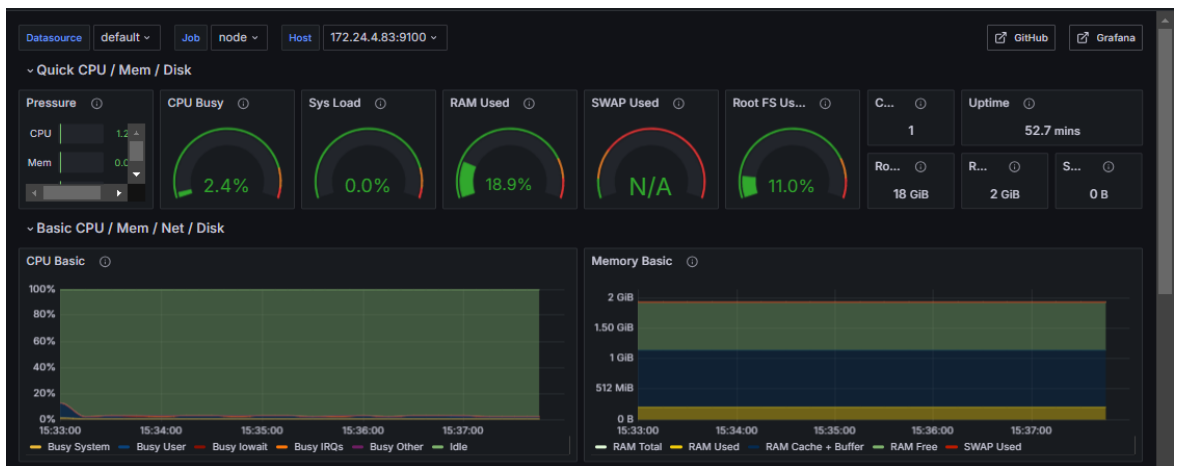 Datasource default Job node Host 172.24.4.83:9100 GitHub Grafana
Quick CPU / Mem / Disk
Pressure CPU Busy Sys Load RAM Used SWAP Used Root FS Us... C... Uptime
CPU 1.2 1 52.7 mins
Mem 0.0 Ro... R... S...
2.4% 0.0% 18.9% N/A 11.0% 18 GiB 2 GiB 0 B
Basic CPU / Mem / Net / Disk
CPU Basic
100%
80%
60%
40%
20%
0%
15:33:00 15:34:00 15:35:00 15:36:00 15:37:00
Busy System Busy User Busy Iowait Busy IRQs Busy Other Idle
Memory Basic
2 GiB
1.50 GiB
1 GiB
512 MiB
0 B
15:33:00 15:34:00 15:35:00 15:36:00 15:37:00
RAM Total RAM Used RAM Cache + Buffer RAM Free SWAP Used